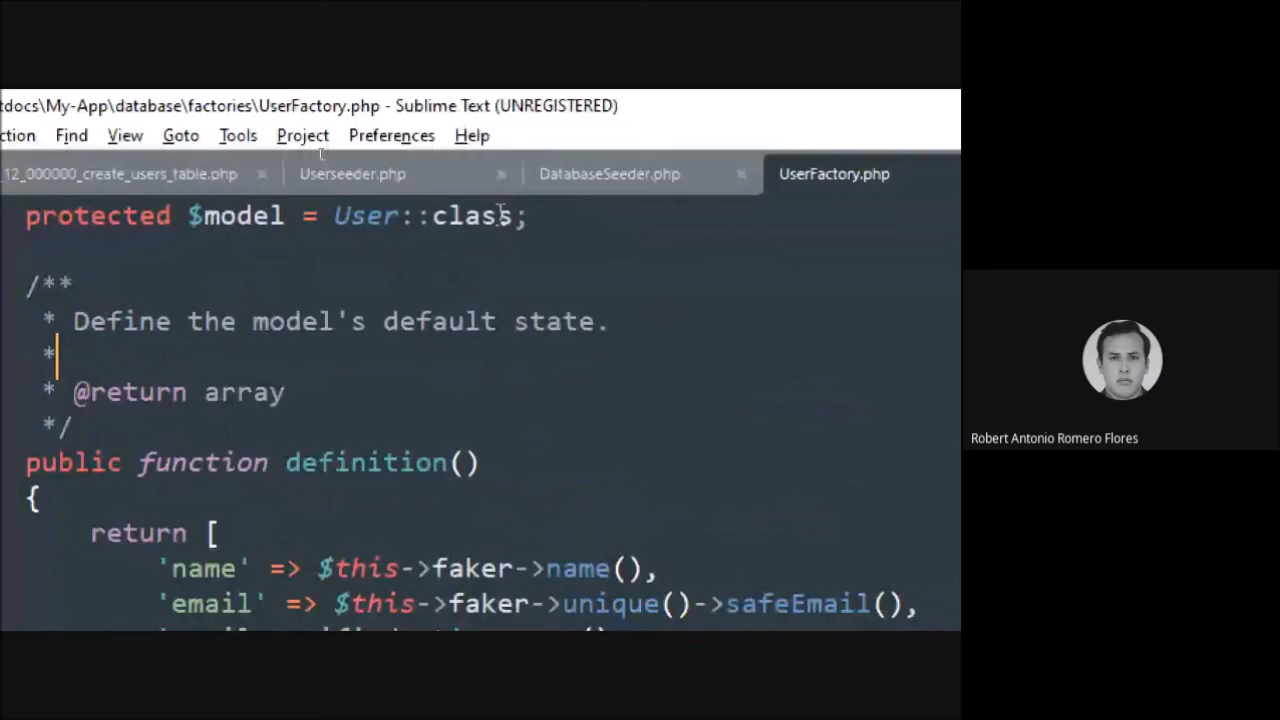 tdocs\My-App\database\factories\UserFactory.php - Sublime Text (UNREGISTERED)
ction Find View Goto Tools Project Preferences Help
_12_000000_create_users_table.php × Userseeder.php × DatabaseSeeder.php × UserFactory.php
protected $model = User::class;
/**
* Define the model's default state.
*
* @return array
*/
public function definition()
{
return [
'name' => $this->faker->name(),
'email' => $this->faker->unique()->safeEmail(),
Robert Antonio Romero Flores